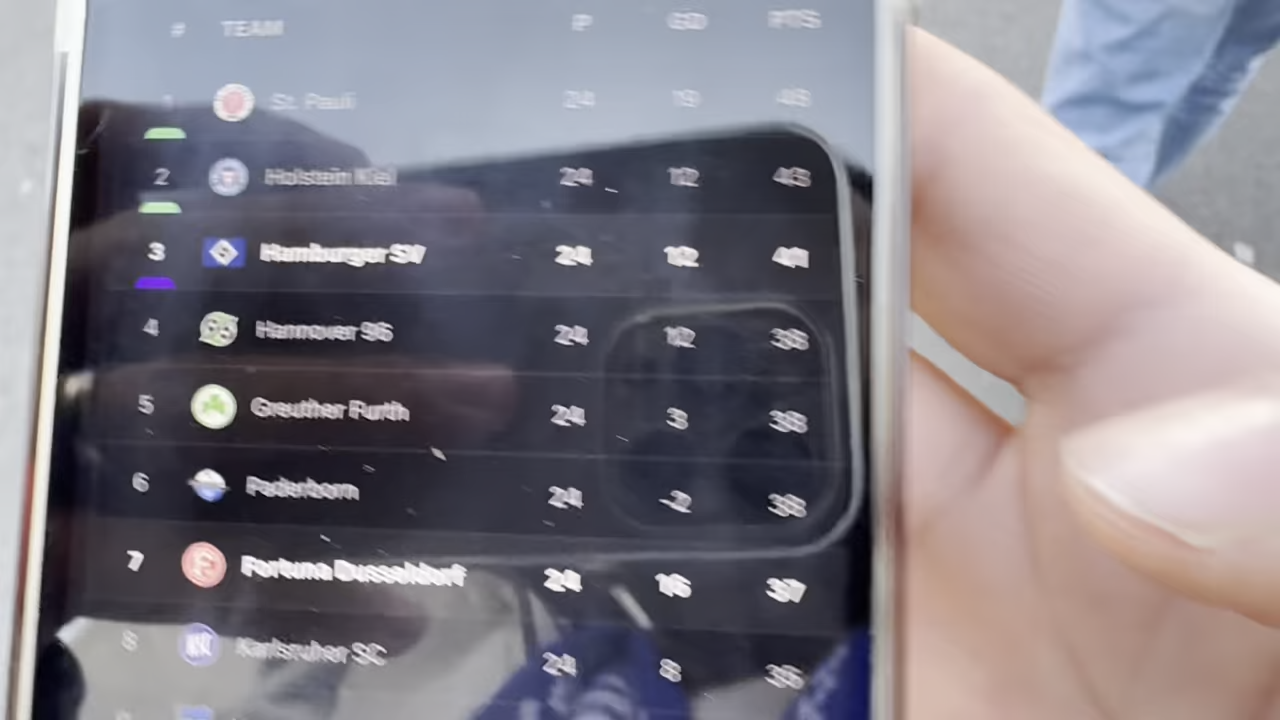 # TEAM P GD PTS
1 St. Pauli 24 19 48
2 Holstein Kiel 24 12
3 Hamburger SV 24 12 41
4 Hannover 96 24 12 38
5 Greuther Furth 24 3 38
6 Paderborn 24 -2 38
7 Fortuna Dusseldorf 24 16 37
8 Karlsruher SC 24 8